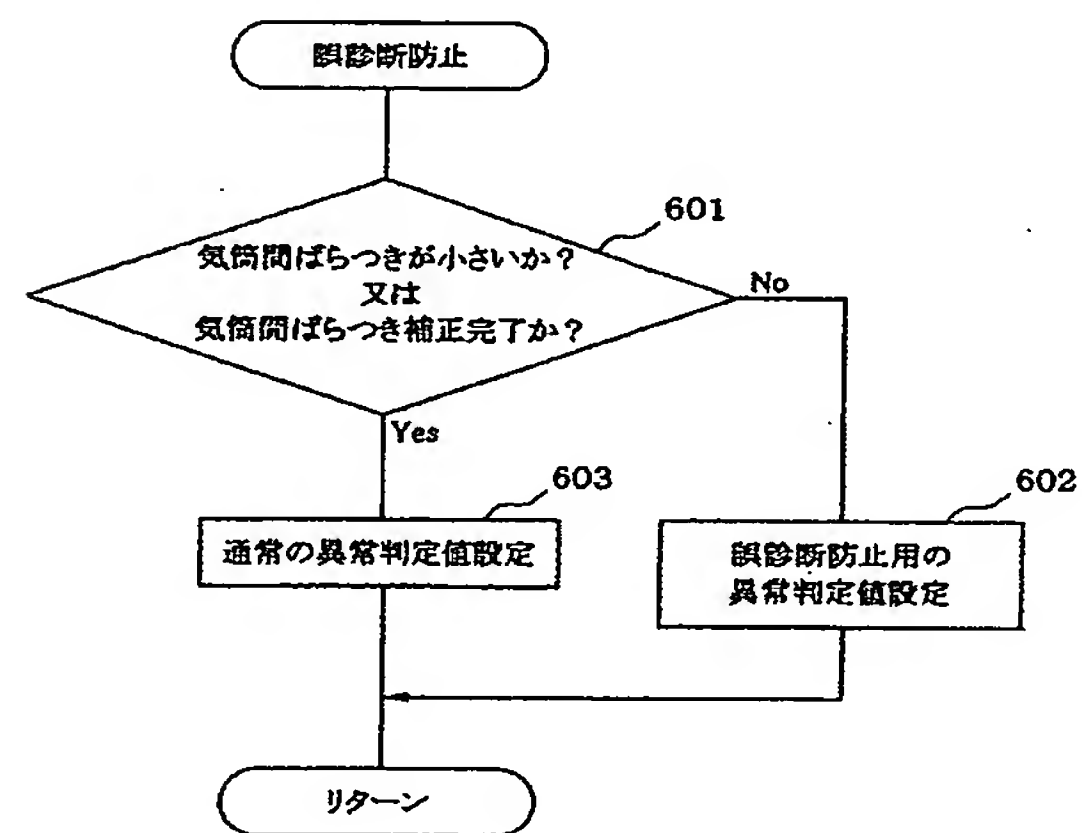 誤診断防止
601
気筒間ばらつきが小さいか？
又は
気筒間ばらつき補正完了か？
No
Yes
603
602
通常の異常判定値設定
誤診断防止用の
異常判定値設定
リターン